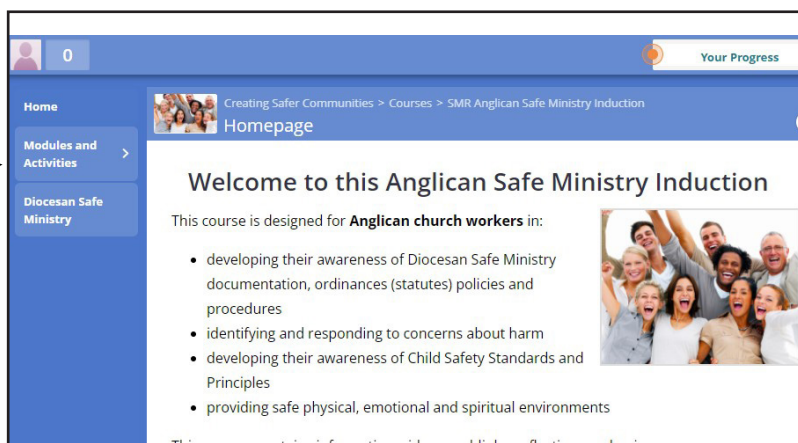 0
Your Progress
Home
Creating Safer Communities > Courses > SMR Anglican Safe Ministry Induction
Homepage
Modules and
Activities
Diocesan Safe
Ministry
Welcome to this Anglican Safe Ministry Induction
This course is designed for Anglican church workers in:
• developing their awareness of Diocesan Safe Ministry
documentation, ordinances (statutes) policies and
procedures
• identifying and responding to concerns about harm
• developing their awareness of Child Safety Standards and
Principles
• providing safe physical, emotional and spiritual environments